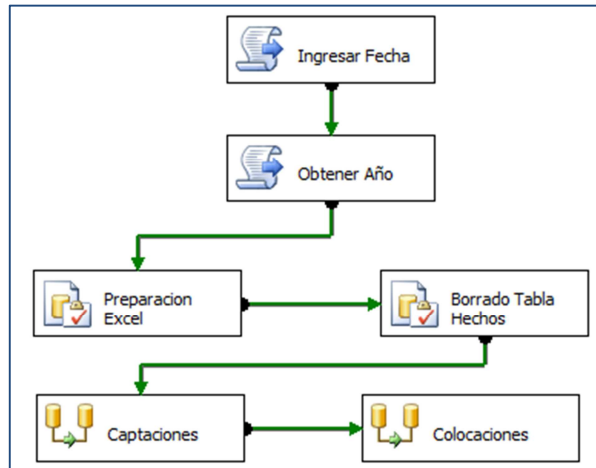 Ingresar Fecha
Obtener Año
Preparacion
Excel
Borrado Tabla
Hechos
Captaciones
Colocaciones